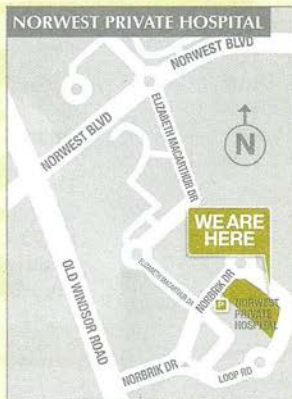 NORWEST PRIVATE HOSPITAL
NORWEST BLVD
NORWEST BLVD
ELIZABETH MACARTHUR DR
N
WE ARE
HERE
OLD WINDSOR ROAD
ELIZABETH MACARTHUR DR
NORBRIK DR
P
NORWEST
PRIVATE
HOSPITAL
NORBRIK DR
LOOP RD